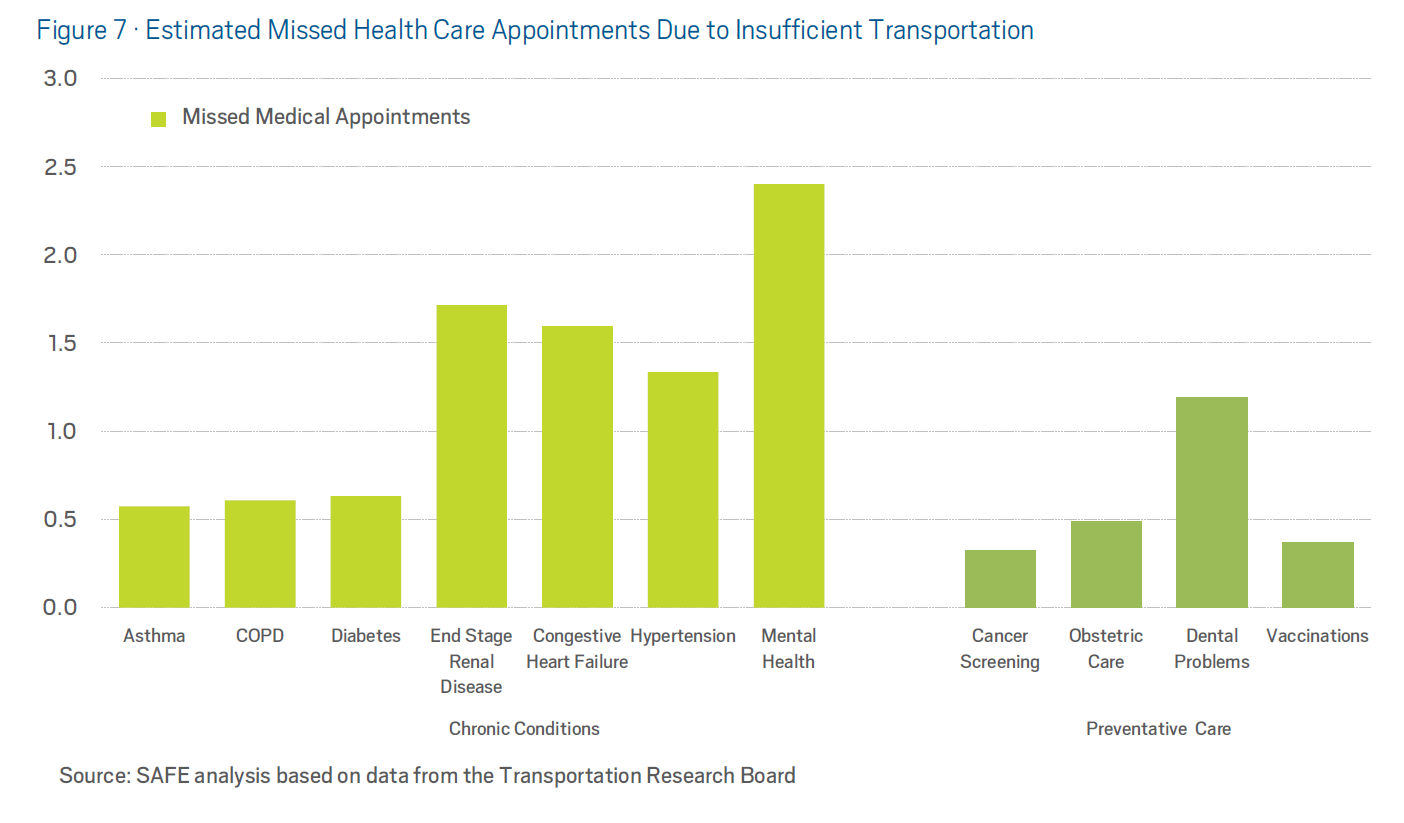 Figure 7 · Estimated Missed Health Care Appointments Due to Insufficient Transportation
3.0
Missed Medical Appointments
2.5
2.0
1.5
1.0
0.5
0.0
Asthma COPD Diabetes End Stage Congestive Hypertension Mental Cancer Obstetric Dental Vaccinations
Renal Heart Failure Health Screening Care Problems
Disease
Chronic Conditions Preventative Care
Source: SAFE analysis based on data from the Transportation Research Board